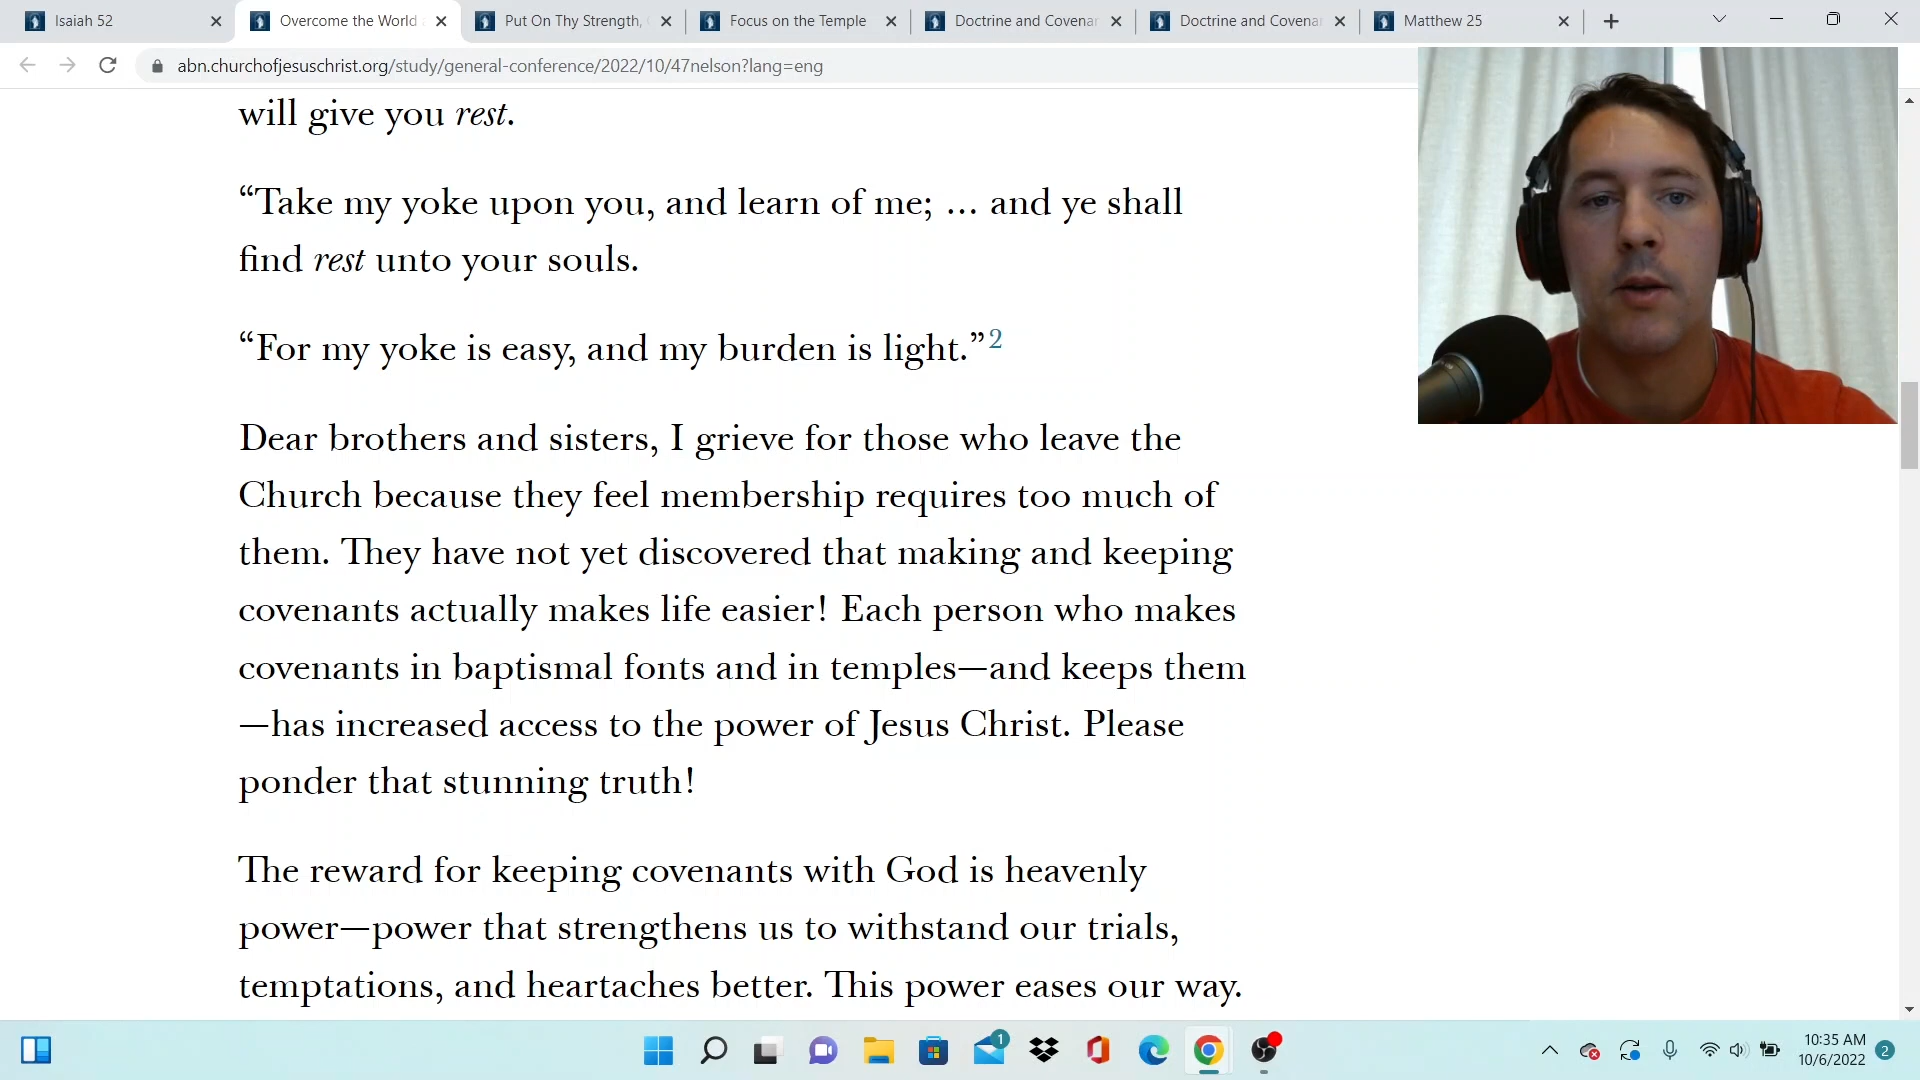 Isaiah 52
Overcome the World
Put On Thy Strength,
Focus on the Temple
Doctrine and Covena
Doctrine and Covena
Matthew 25
abn.churchofjesuschrist.org/study/general-conference/2022/10/47nelson?lang=eng
will give you rest.
“Take my yoke upon you, and learn of me; … and ye shall
find rest unto your souls.
“For my yoke is easy, and my burden is light.”2
Dear brothers and sisters, I grieve for those who leave the
Church because they feel membership requires too much of
them. They have not yet discovered that making and keeping
covenants actually makes life easier! Each person who makes
covenants in baptismal fonts and in temples—and keeps them
—has increased access to the power of Jesus Christ. Please
ponder that stunning truth!
The reward for keeping covenants with God is heavenly
power—power that strengthens us to withstand our trials,
temptations, and heartaches better. This power eases our way.
1
10:35 AM
10/6/2022
2